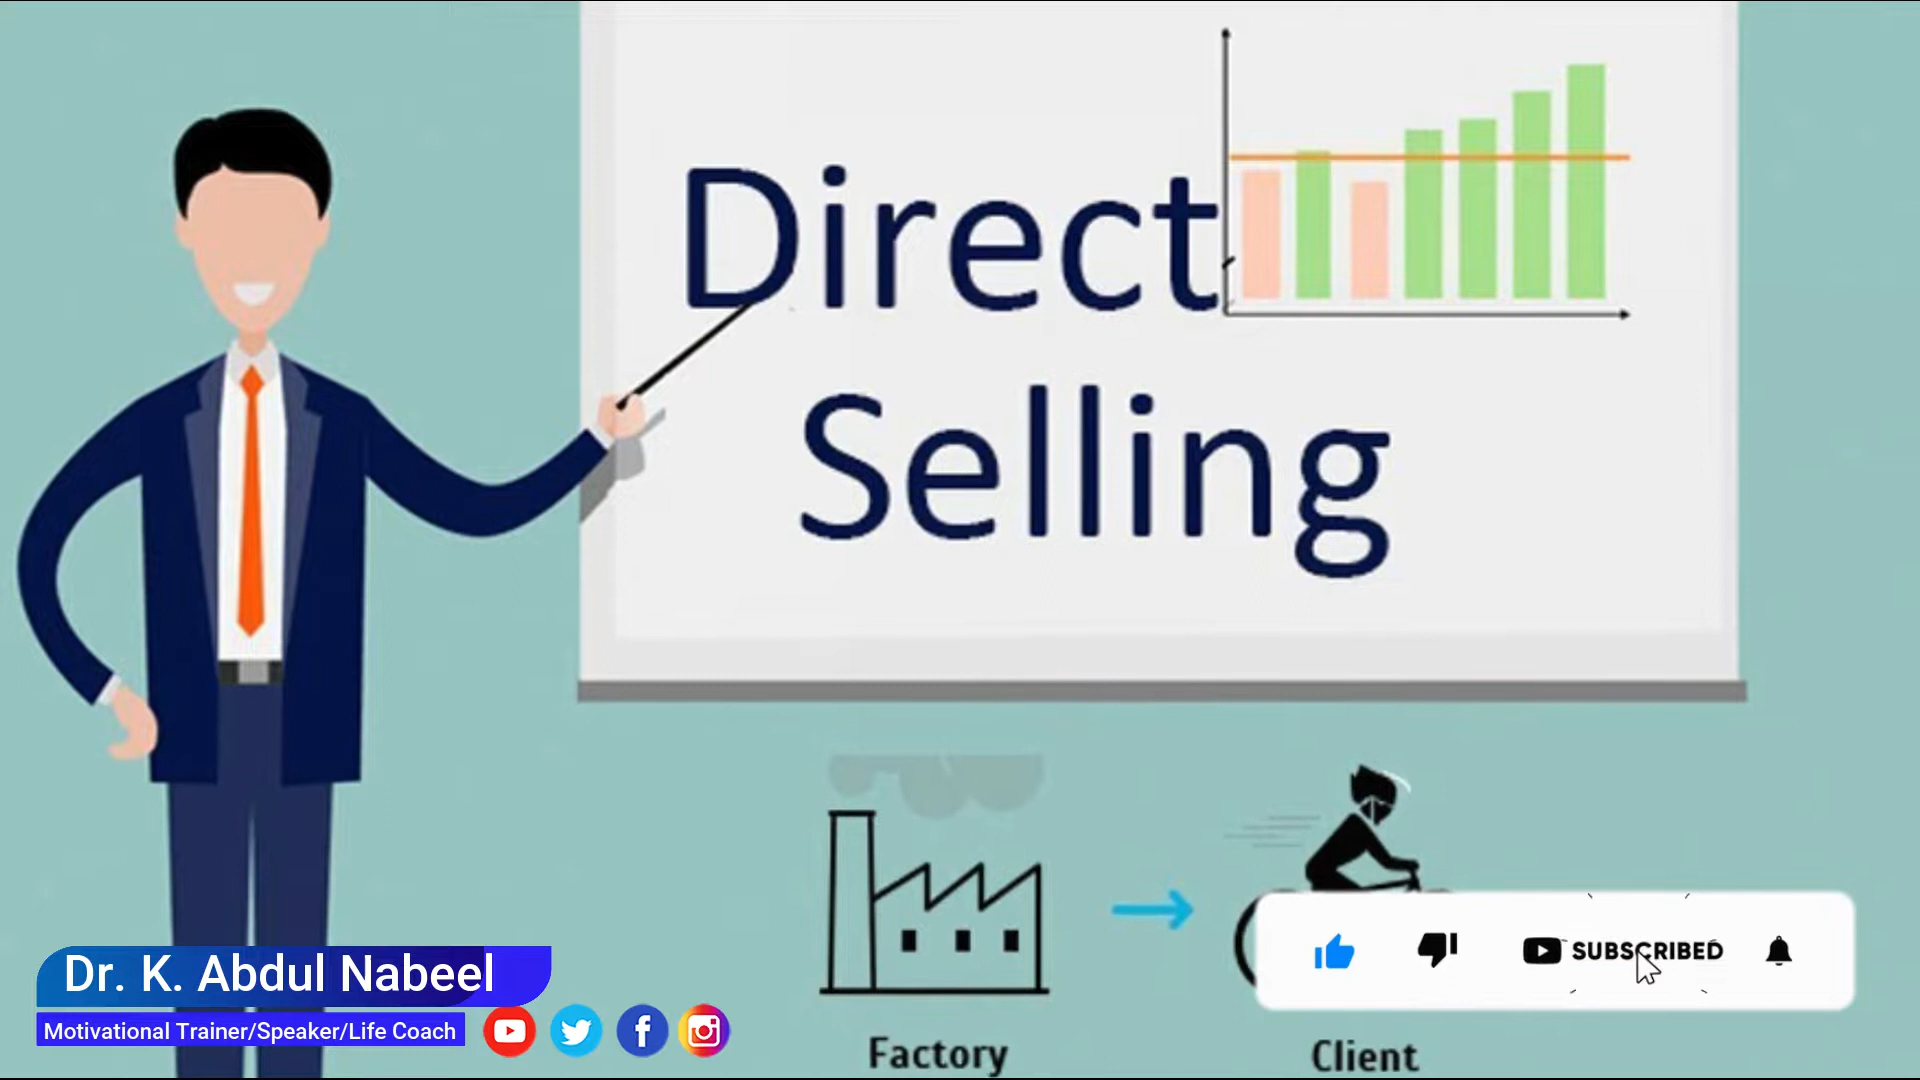 Direct
Selling
Factory
Client
SUBSCRIBED
Dr. K. Abdul Nabeel
Motivational Trainer/Speaker/Life Coach